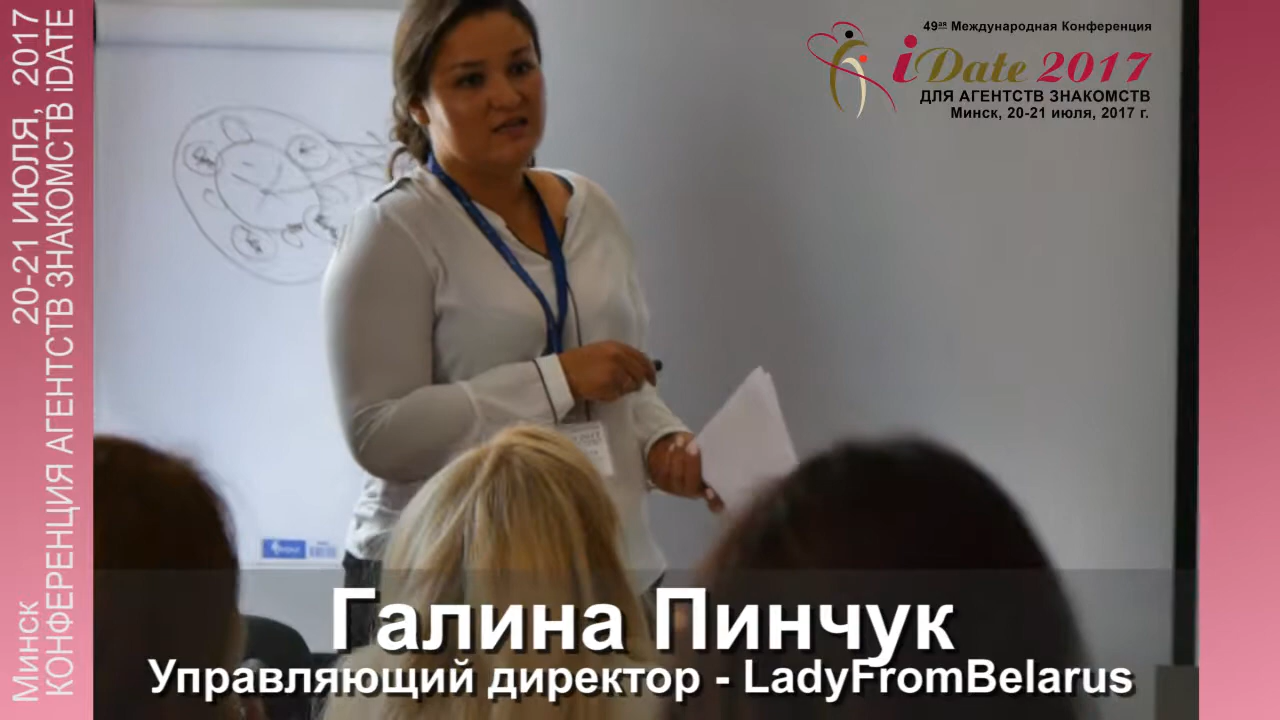 Минск 20-21 ИЮЛЯ, 2017
КОНФЕРЕНЦИЯ АГЕНТСТВ ЗНАКОМСТВ iDATE
49ая Международная Конференция
iDate 2017
ДЛЯ АГЕНТСТВ ЗНАКОМСТВ
Минск, 20-21 июля, 2017 г.
Галина Пинчук
Управляющий директор - LadyFromBelarus